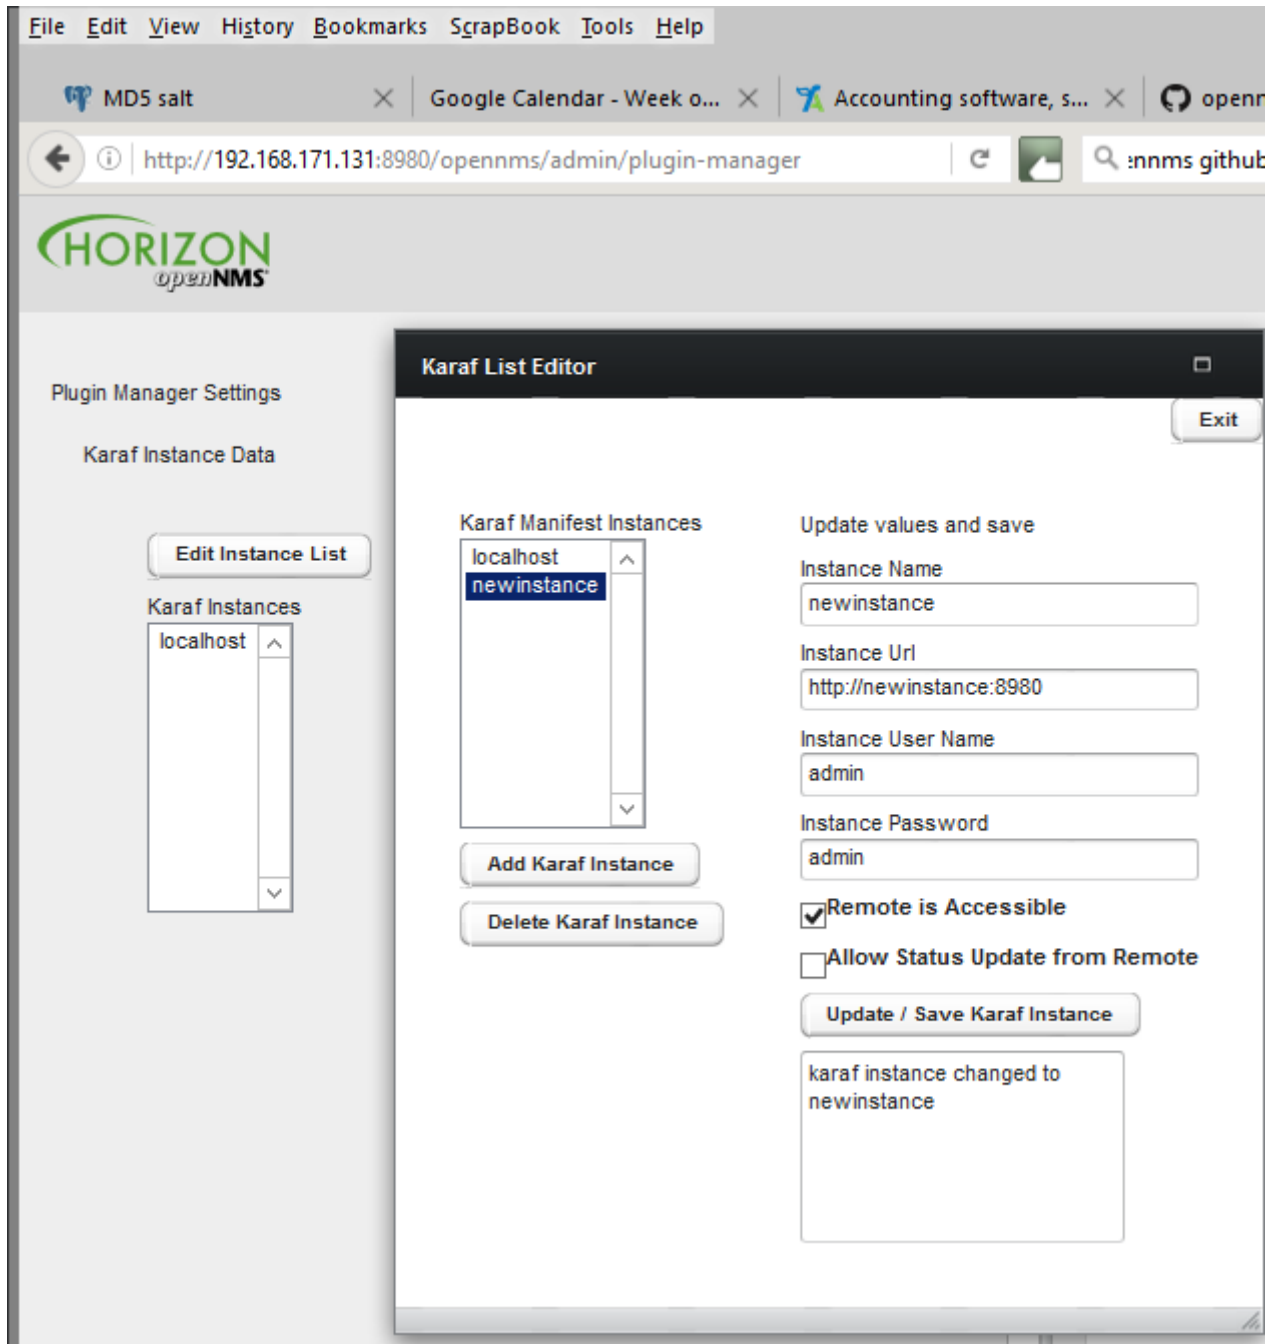 File Edit View History Bookmarks ScrapBook Tools Help
MD5 salt Google Calendar - Week o... Accounting software, s... openn
http://192.168.171.131:8980/opennms/admin/plugin-manager ennms github
HORIZON
openNMS
Karaf List Editor
Plugin Manager Settings
Exit
Karaf Instance Data
Edit Instance List
Karaf Instances
localhost
Karaf Manifest Instances
localhost
newinstance
Add Karaf Instance
Delete Karaf Instance
Update values and save
Instance Name
newinstance
Instance Url
http://newinstance:8980
Instance User Name
admin
Instance Password
admin
Remote is Accessible
Allow Status Update from Remote
Update / Save Karaf Instance
karaf instance changed to
newinstance